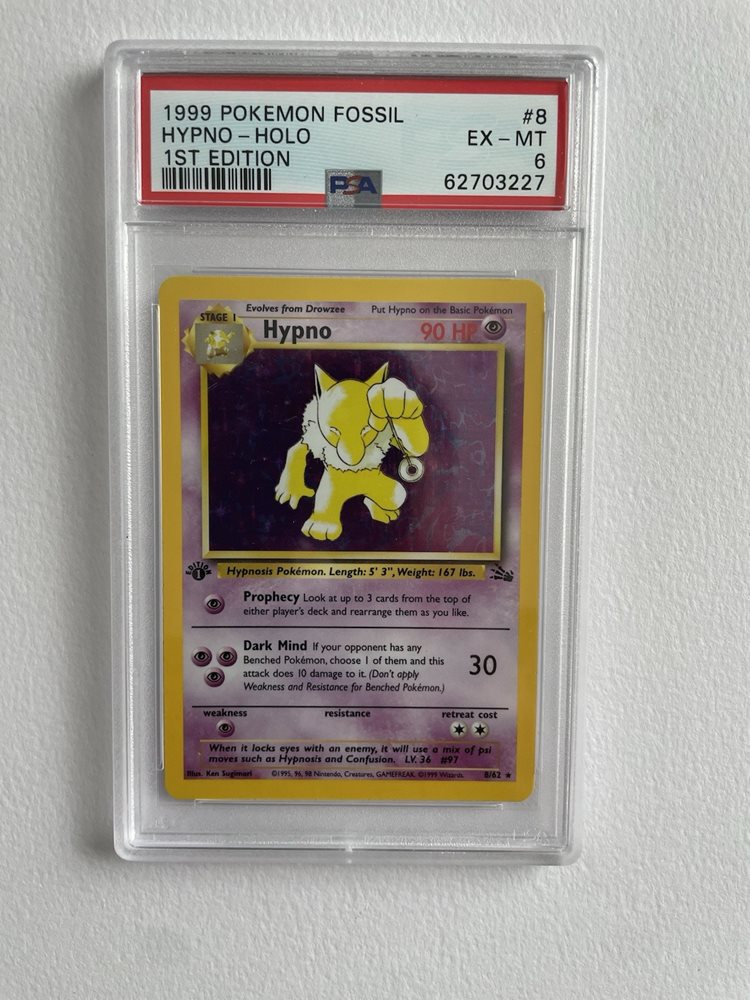 1999 POKEMON FOSSIL #8
HYPNO - HOLO EX - MT
1ST EDITION 6
PSA 62703227
Evolves from Drowzee Put Hypno on the Basic Pokémon
STAGE 1 Hypno 90 HP
EDITION 1
Hypnosis Pokémon. Length: 5' 3", Weight: 167 lbs.
Prophecy Look at up to 3 cards from the top of
either player's deck and rearrange them as you like.
Dark Mind If your opponent has any
Benched Pokémon, choose 1 of them and this 30
attack does 10 damage to it. (Don't apply
Weakness and Resistance for Benched Pokémon.)
weakness resistance retreat cost
When it locks eyes with an enemy, it will use a mix of psi
moves such as Hypnosis and Confusion. LV. 36 #97
Illus. Ken Sugimori ©1995, 96, 98 Nintendo, Creatures, GAMEFREAK. ©1999 Wizards. 8/62 ★